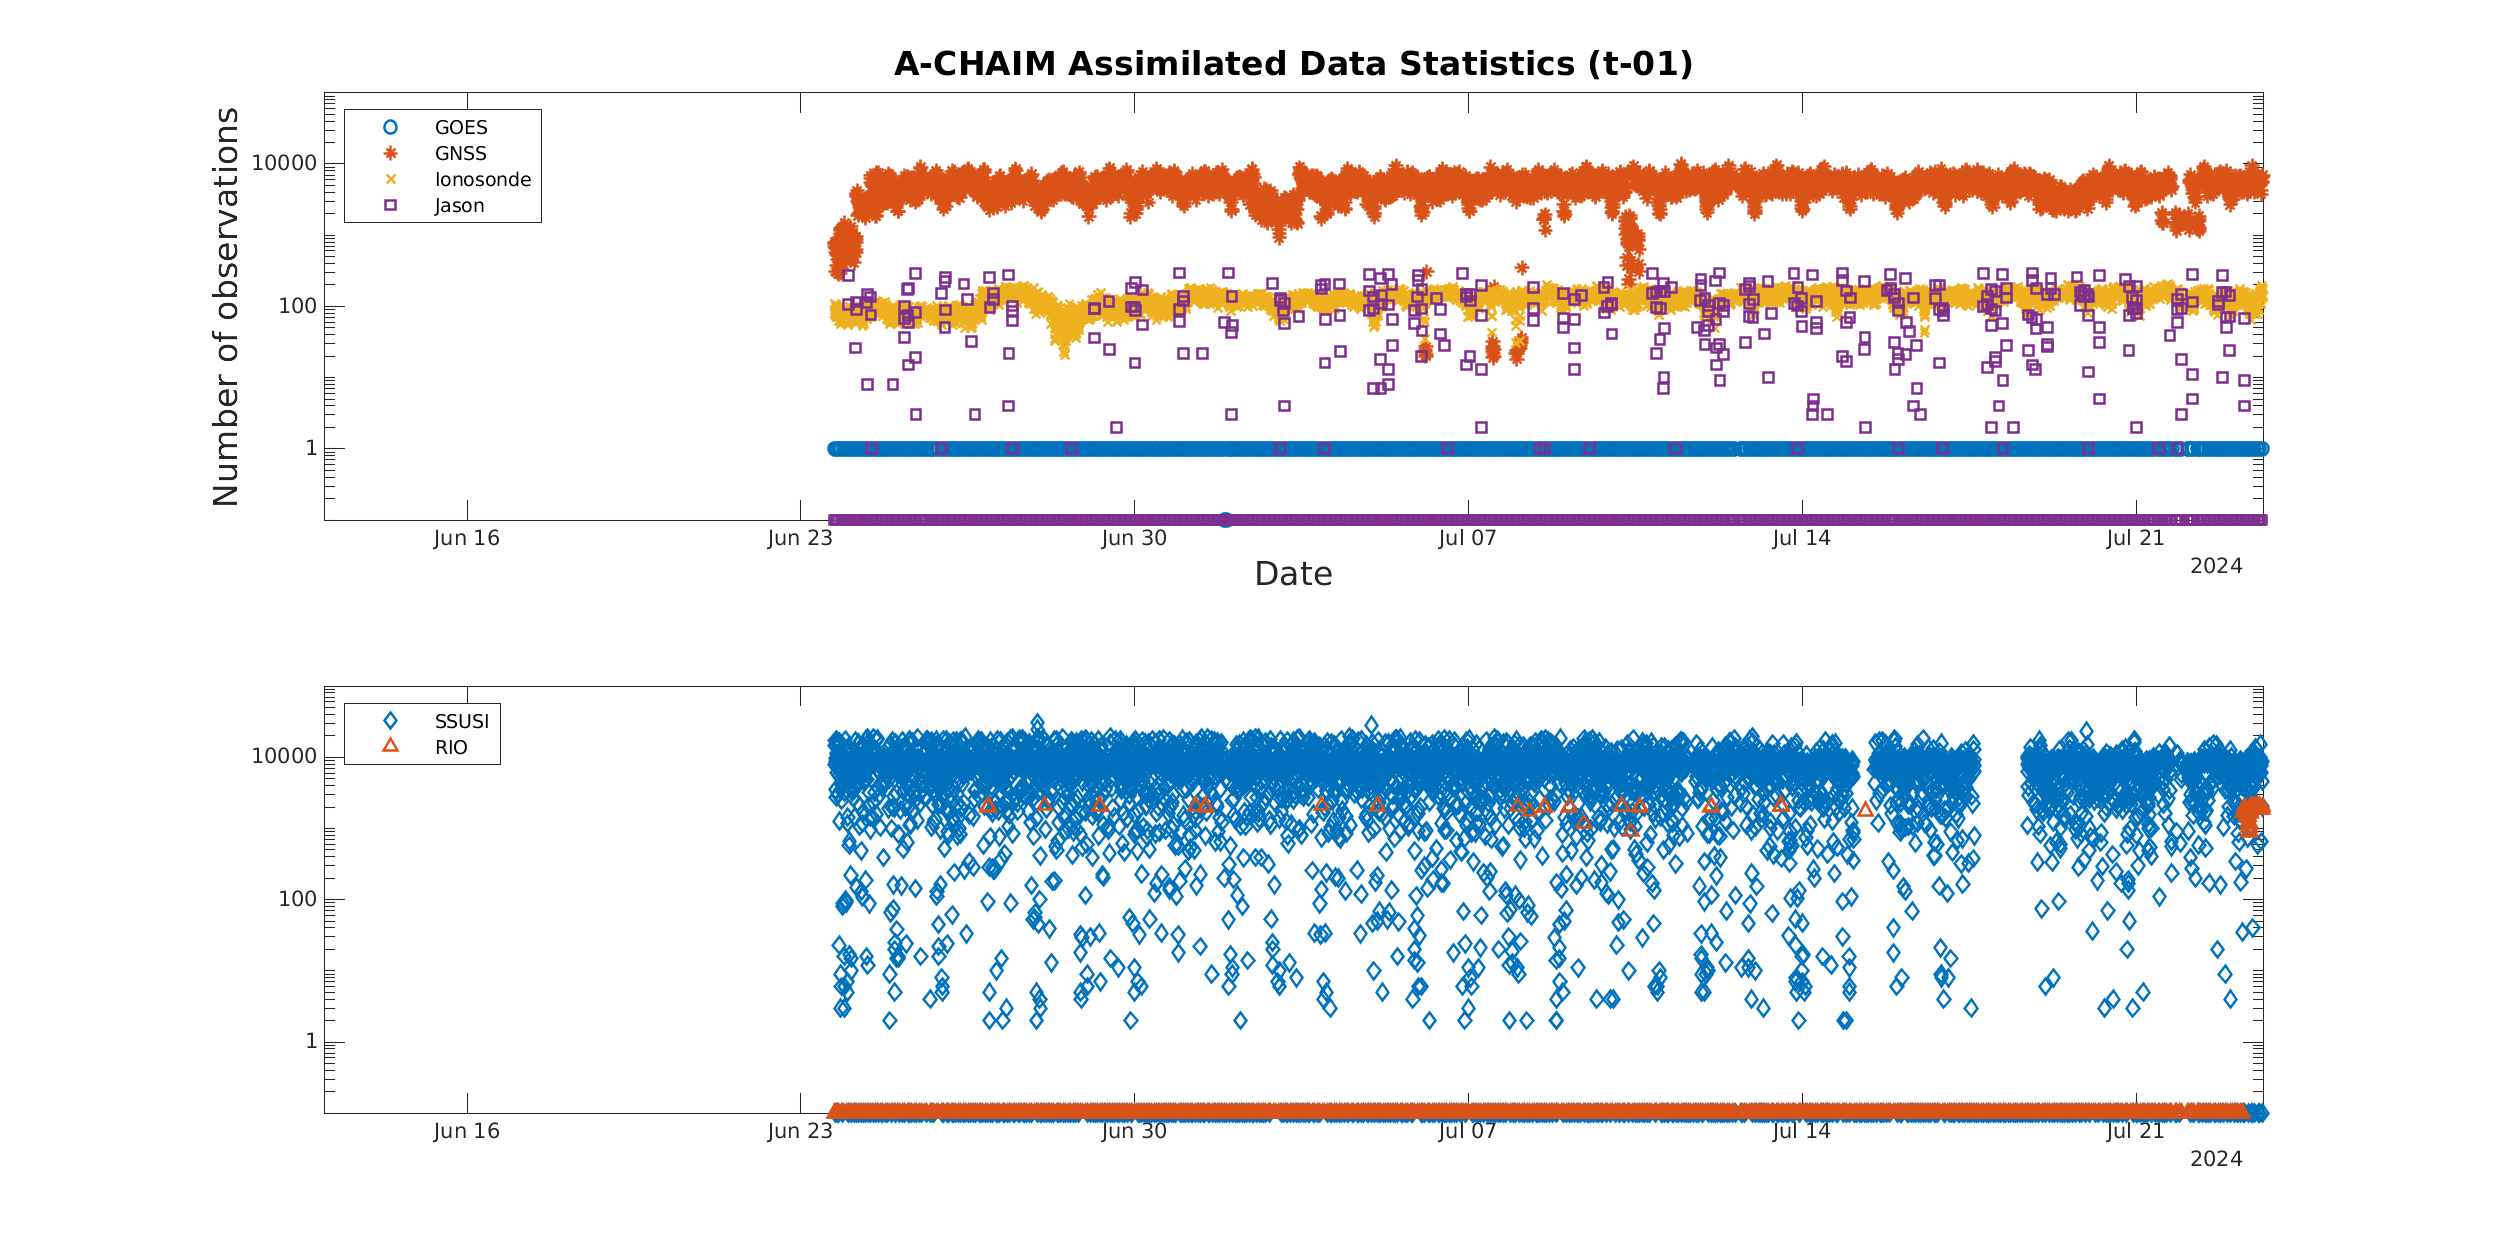 A-CHAIM Assimilated Data Statistics (t-01)
Number of observations
10000
100
1
GOES
GNSS
Ionosonde
Jason
Jun 16
Jun 23
Jun 30
Jul 07
Jul 14
Jul 21
2024
Date
10000
100
1
SSUSI
RIO
Jun 16
Jun 23
Jun 30
Jul 07
Jul 14
Jul 21
2024